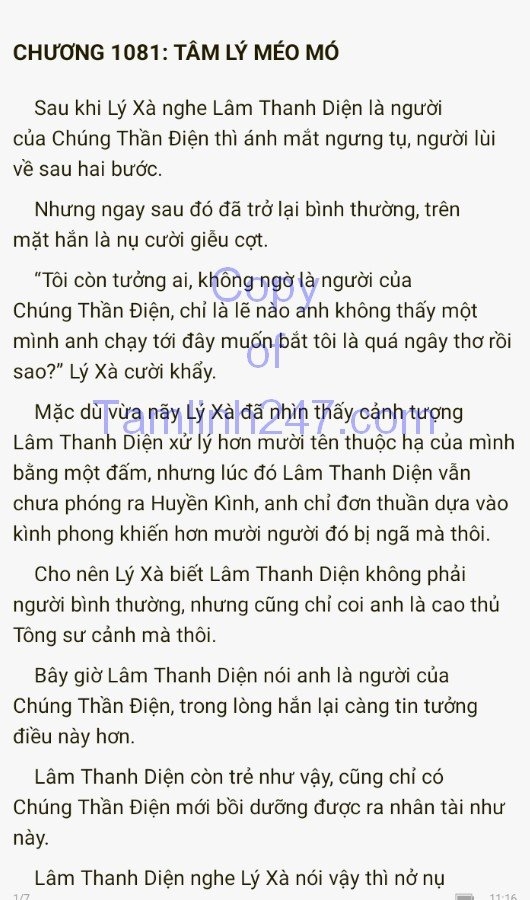 CHƯƠNG 1081: TÂM LÝ MÉO MÓ
Sau khi Lý Xà nghe Lâm Thanh Diện là người
của Chúng Thần Điện thì ánh mắt ngưng tụ, người lùi
về sau hai bước.
Nhưng ngay sau đó đã trở lại bình thường, trên
mặt hắn là nụ cười giễu cợt.
“Tôi còn tưởng ai, không ngờ là người của
Chúng Thần Điện, chỉ là lẽ nào anh không thấy một
mình anh chạy tới đây muốn bắt tôi là quá ngây thơ rồi
sao?” Lý Xà cười khẩy.
Mặc dù vừa nãy Lý Xà đã nhìn thấy cảnh tượng
Lâm Thanh Diện xử lý hơn mười tên thuộc hạ của mình
bằng một đấm, nhưng lúc đó Lâm Thanh Diện vẫn
chưa phóng ra Huyền Kình, anh chỉ đơn thuần dựa vào
kình phong khiến hơn mười người đó bị ngã mà thôi.
Cho nên Lý Xà biết Lâm Thanh Diện không phải
người bình thường, nhưng cũng chỉ coi anh là cao thủ
Tông sư cảnh mà thôi.
Bây giờ Lâm Thanh Diện nói anh là người của
Chúng Thần Điện, trong lòng hắn lại càng tin tưởng
điều này hơn.
Lâm Thanh Diện còn trẻ như vậy, cũng chỉ có
Chúng Thần Điện mới bồi dưỡng được ra nhân tài như
này.
Lâm Thanh Diện nghe Lý Xà nói vậy thì nở nụ
Copy
of
Tamlinh247.com
1/7
11:16